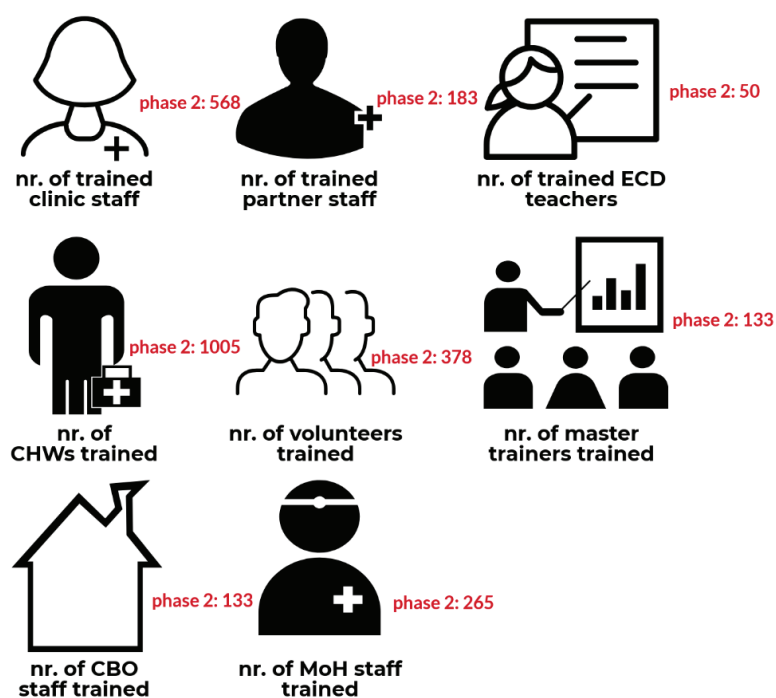 phase 2: 568
nr. of trained
clinic staff
phase 2: 183
nr. of trained
partner staff
phase 2: 50
nr. of trained ECD
teachers
phase 2: 1005
nr. of
CHWs trained
phase 2: 378
nr. of volunteers
trained
phase 2: 133
nr. of master
trainers trained
phase 2: 133
nr. of CBO
staff trained
phase 2: 265
nr. of MoH staff
trained